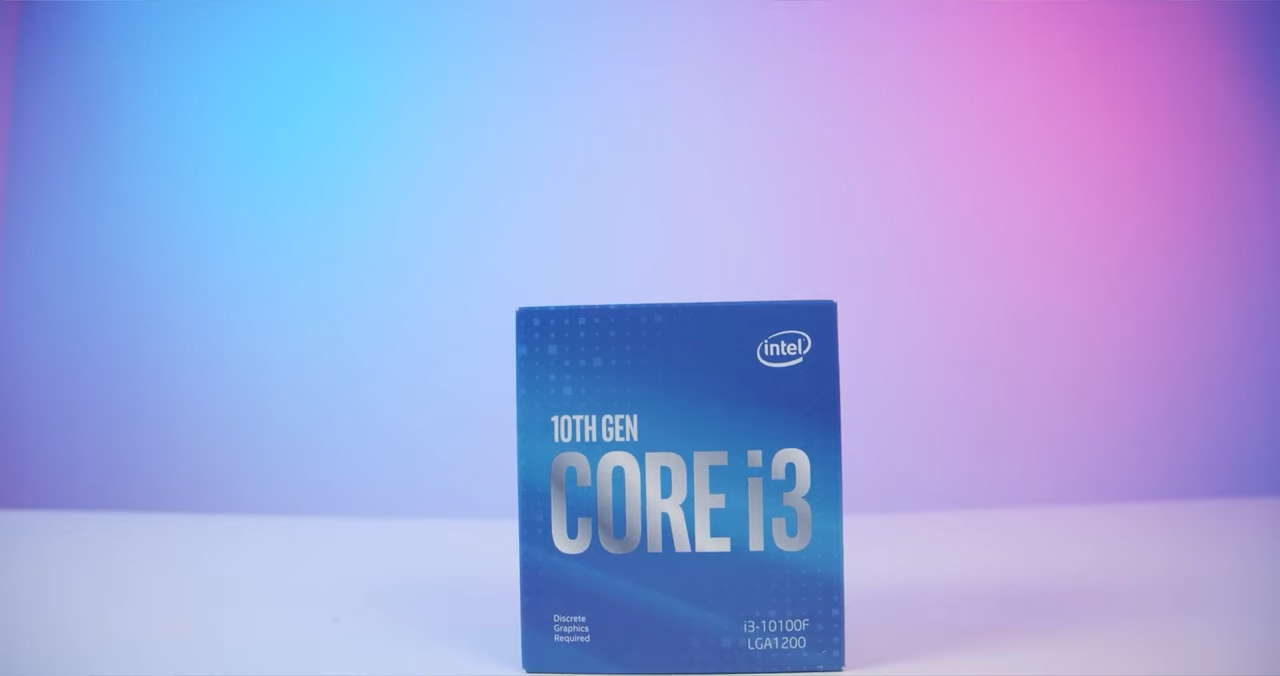 intel
10TH GEN
CORE i3
Discrete
Graphics
Required
i3-10100F
LGA1200